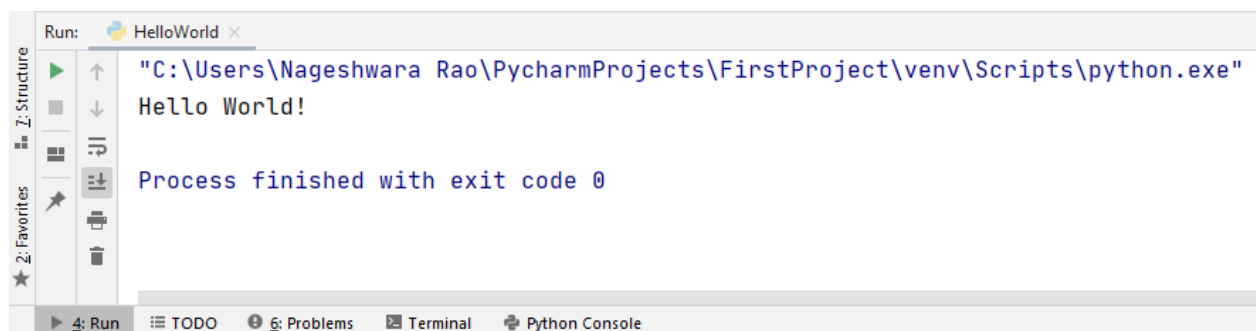 Run: HelloWorld
7: Structure
2: Favorites
"C:\Users\Nageshwara Rao\PycharmProjects\FirstProject\venv\Scripts\python.exe"
Hello World!
Process finished with exit code 0
4: Run TODO 6: Problems Terminal Python Console